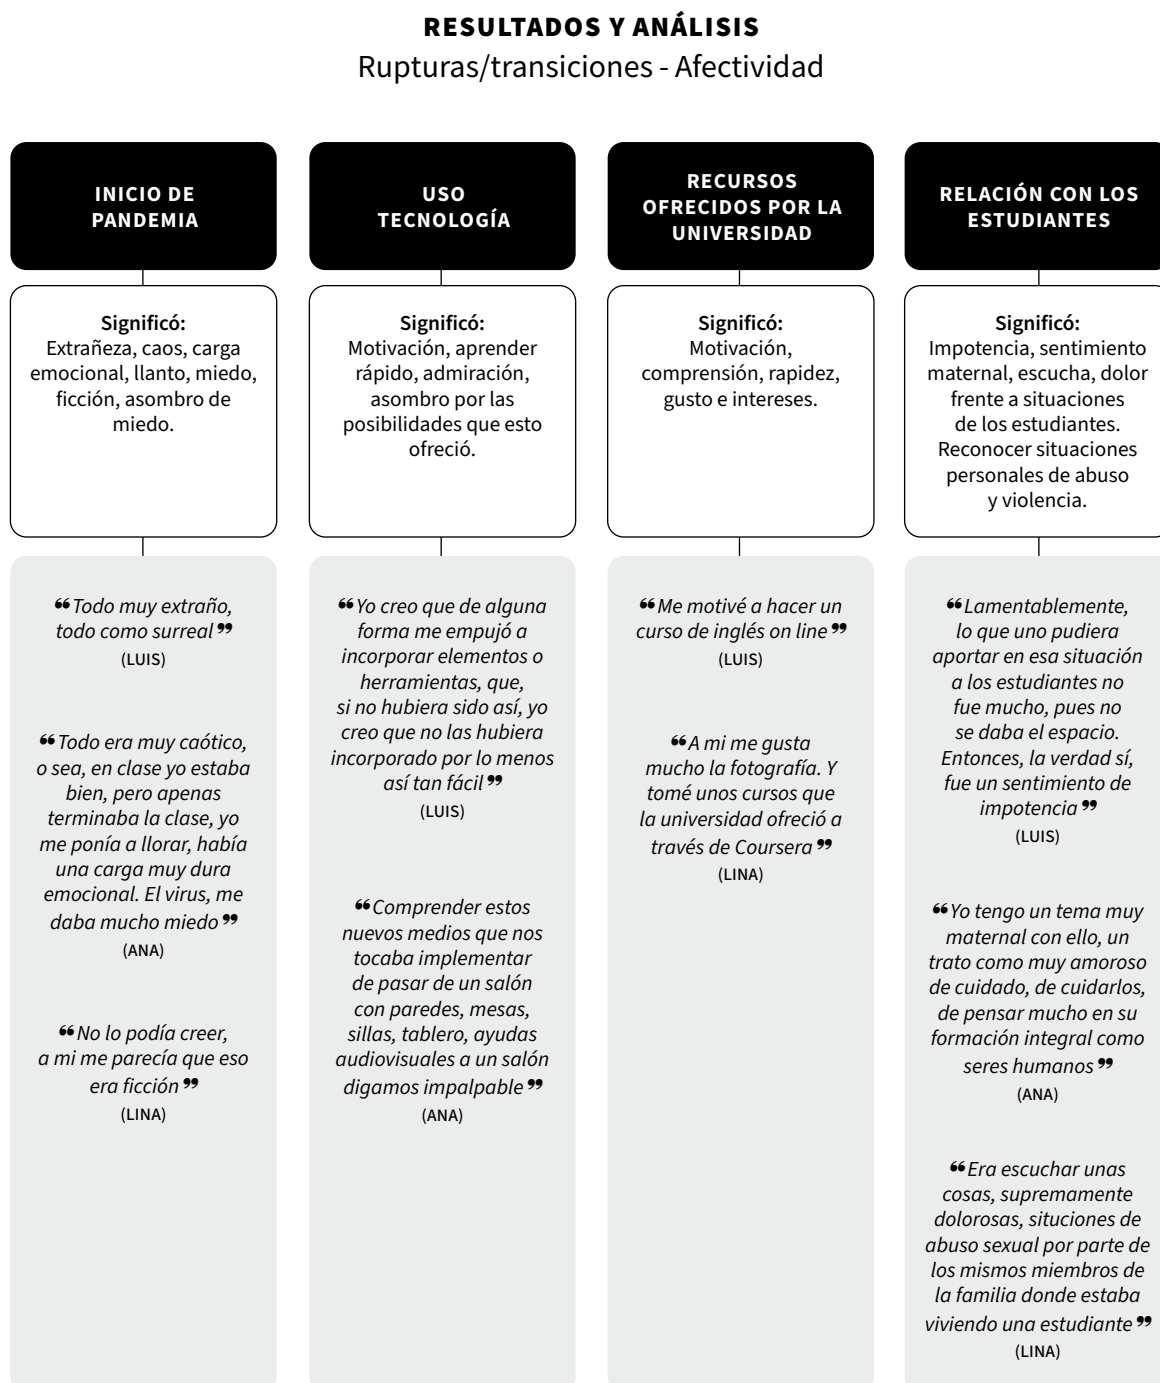 RESULTADOS Y ANÁLISIS
Rupturas/transiciones - Afectividad
INICIO DE
PANDEMIA
Significó:
Extrañeza, caos, carga
emocional, llanto, miedo,
ficción, asombro de
miedo.
❝Todo muy extraño,
todo como surreal❞
(LUIS)
❝Todo era muy caótico,
o sea, en clase yo estaba
bien, pero apenas
terminaba la clase, yo
me ponía a llorar, había
una carga muy dura
emocional. El virus, me
daba mucho miedo❞
(ANA)
❝No lo podía creer,
a mi me parecía que eso
era ficción❞
(LINA)
USO
TECNOLOGÍA
Significó:
Motivación, aprender
rápido, admiración,
asombro por las
posibilidades que esto
ofreció.
❝Yo creo que de alguna
forma me empujó a
incorporar elementos o
herramientas, que,
si no hubiera sido así, yo
creo que no las hubiera
incorporado por lo menos
así tan fácil❞
(LUIS)
❝Comprender estos
nuevos medios que nos
tocaba implementar
de pasar de un salón
con paredes, mesas,
sillas, tablero, ayudas
audiovisuales a un salón
digamos impalpable❞
(ANA)
RECURSOS
OFRECIDOS POR LA
UNIVERSIDAD
Significó:
Motivación,
comprensión, rapidez,
gusto e intereses.
❝Me motivé a hacer un
curso de inglés on line❞
(LUIS)
❝A mi me gusta
mucho la fotografía. Y
tomé unos cursos que
la universidad ofreció a
través de Coursera❞
(LINA)
RELACIÓN CON LOS
ESTUDIANTES
Significó:
Impotencia, sentimiento
maternal, escucha, dolor
frente a situaciones
de los estudiantes.
Reconocer situaciones
personales de abuso
y violencia.
❝Lamentablemente,
lo que uno pudiera
aportar en esa situación
a los estudiantes no
fue mucho, pues no
se daba el espacio.
Entonces, la verdad sí,
fue un sentimiento de
impotencia❞
(LUIS)
❝Yo tengo un tema muy
maternal con ello, un
trato como muy amoroso
de cuidado, de cuidarlos,
de pensar mucho en su
formación integral como
seres humanos❞
(ANA)
❝Era escuchar unas
cosas, supremamente
dolorosas, situciones de
abuso sexual por parte de
los mismos miembros de
la familia donde estaba
viviendo una estudiante❞
(LINA)